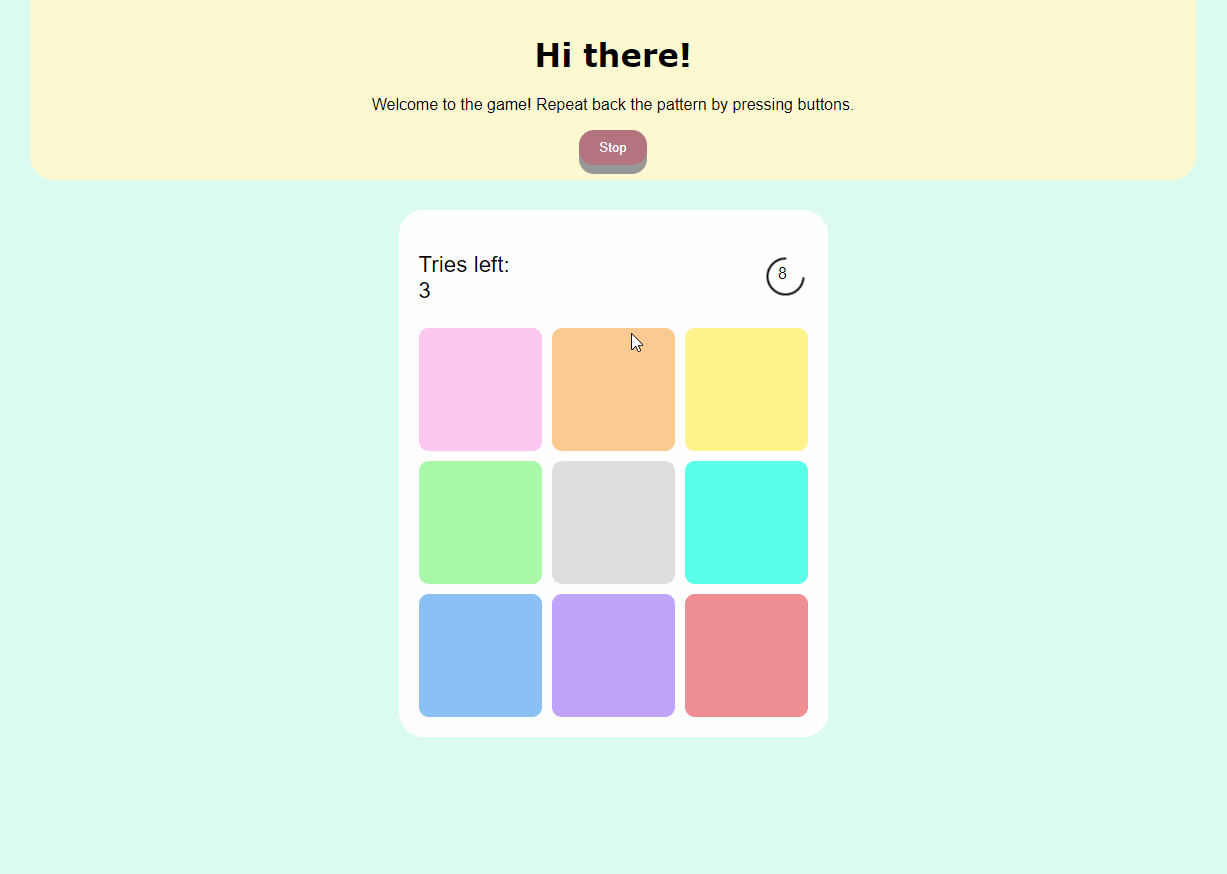 Hi there!
Welcome to the game! Repeat back the pattern by pressing buttons.
Stop
Tries left:
3
8